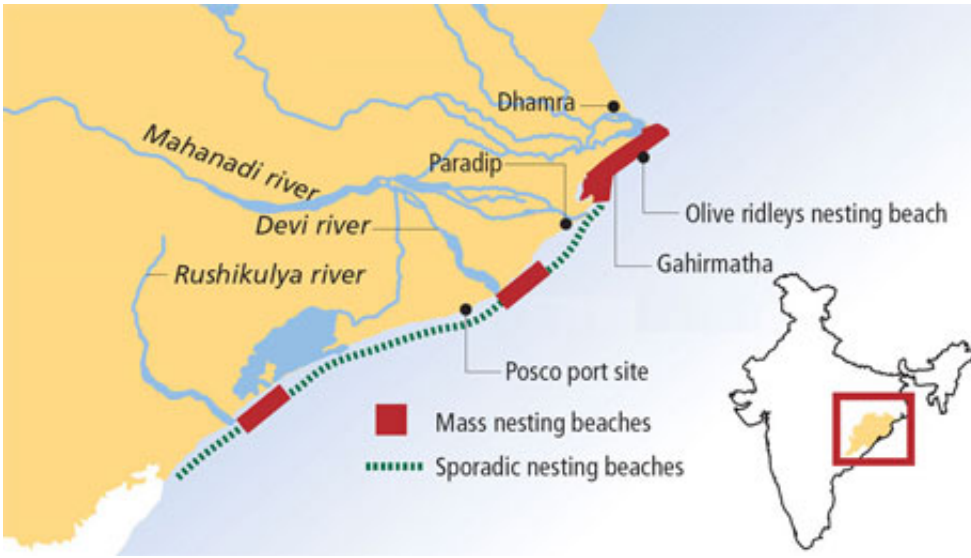 Dhamra
Mahanadi river
Paradip
Devi river
Olive ridleys nesting beach
Gahirmatha
Rushikulya river
Posco port site
Mass nesting beaches
Sporadic nesting beaches